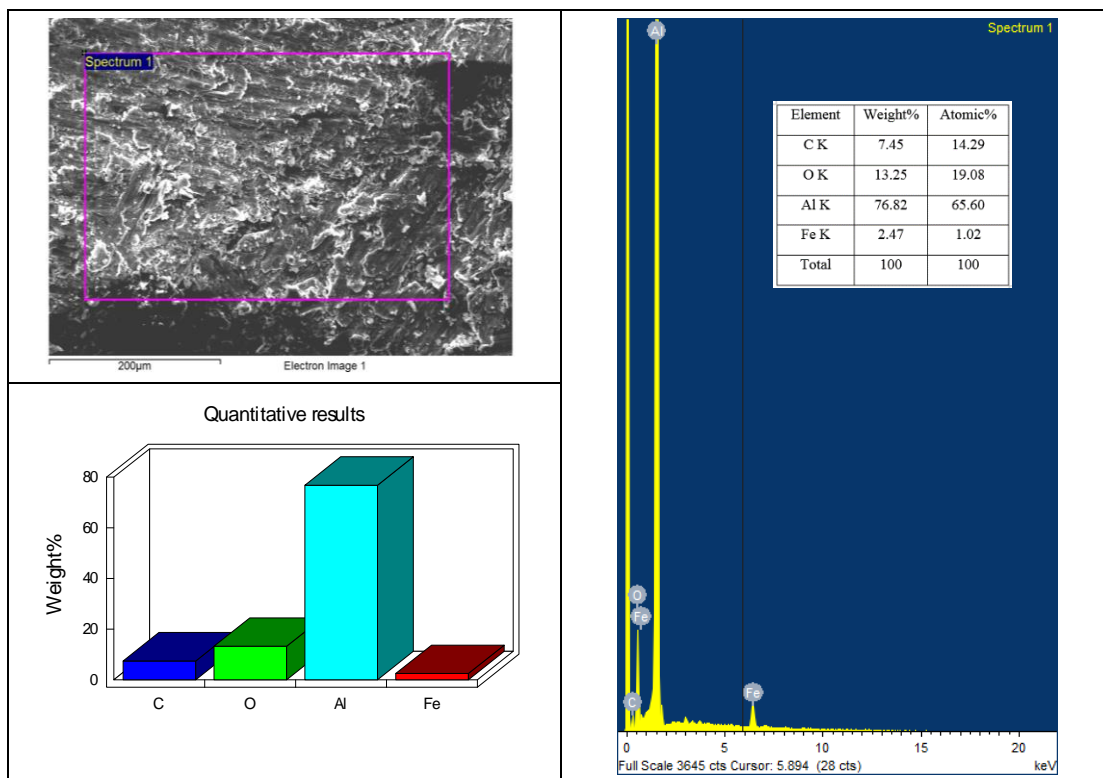 Spectrum 1
200µm Electron Image 1
Quantitative results
Weight%
80
60
40
20
0
C O Al Fe
Spectrum 1
Al
Element Weight% Atomic%
C K 7.45 14.29
O K 13.25 19.08
Al K 76.82 65.60
Fe K 2.47 1.02
Total 100 100
O
Fe
C
Fe
0 5 10 15 20
Full Scale 3645 cts Cursor: 5.894 (28 cts) keV